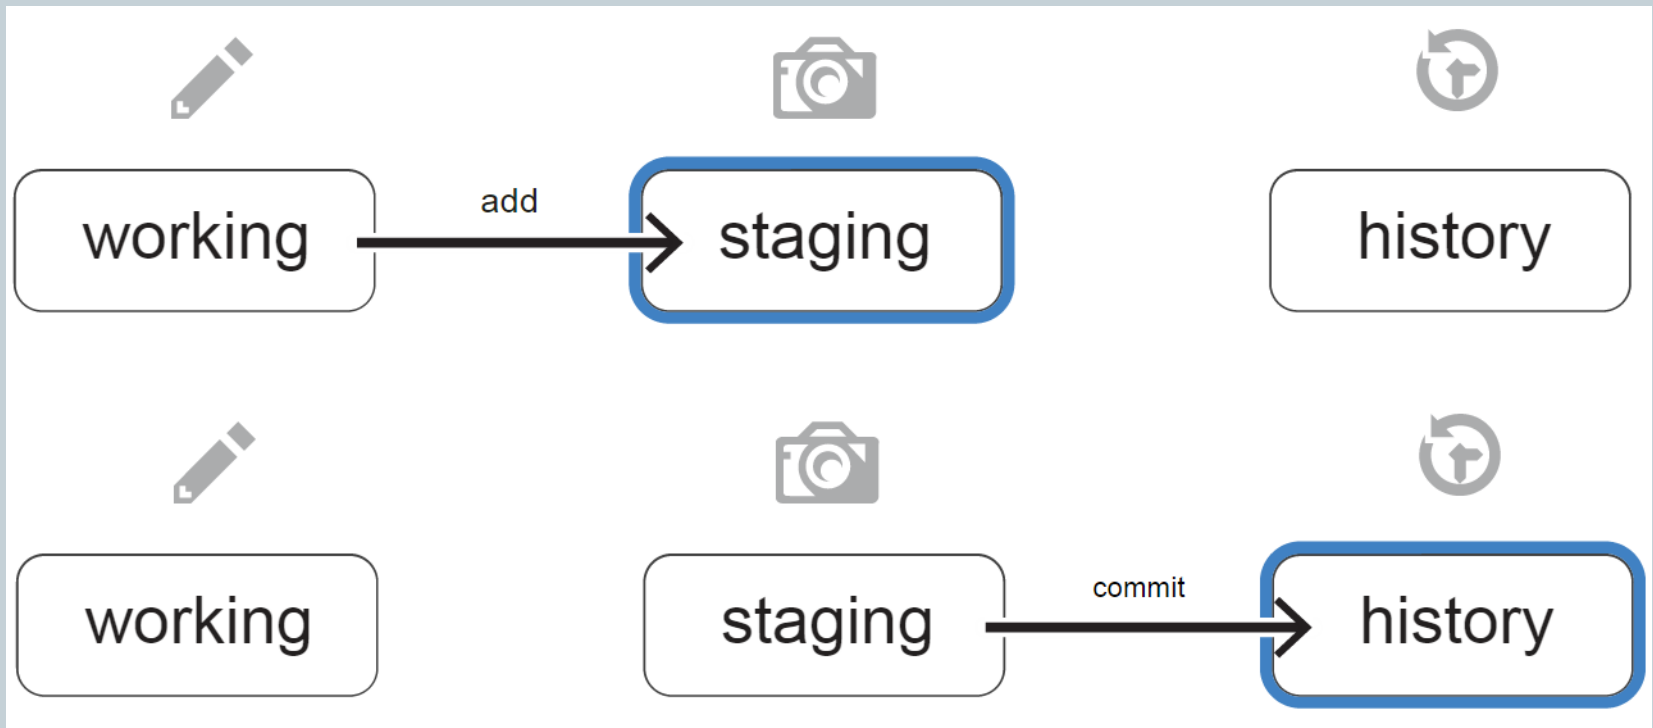 add
working
staging
history
commit
working
staging
history